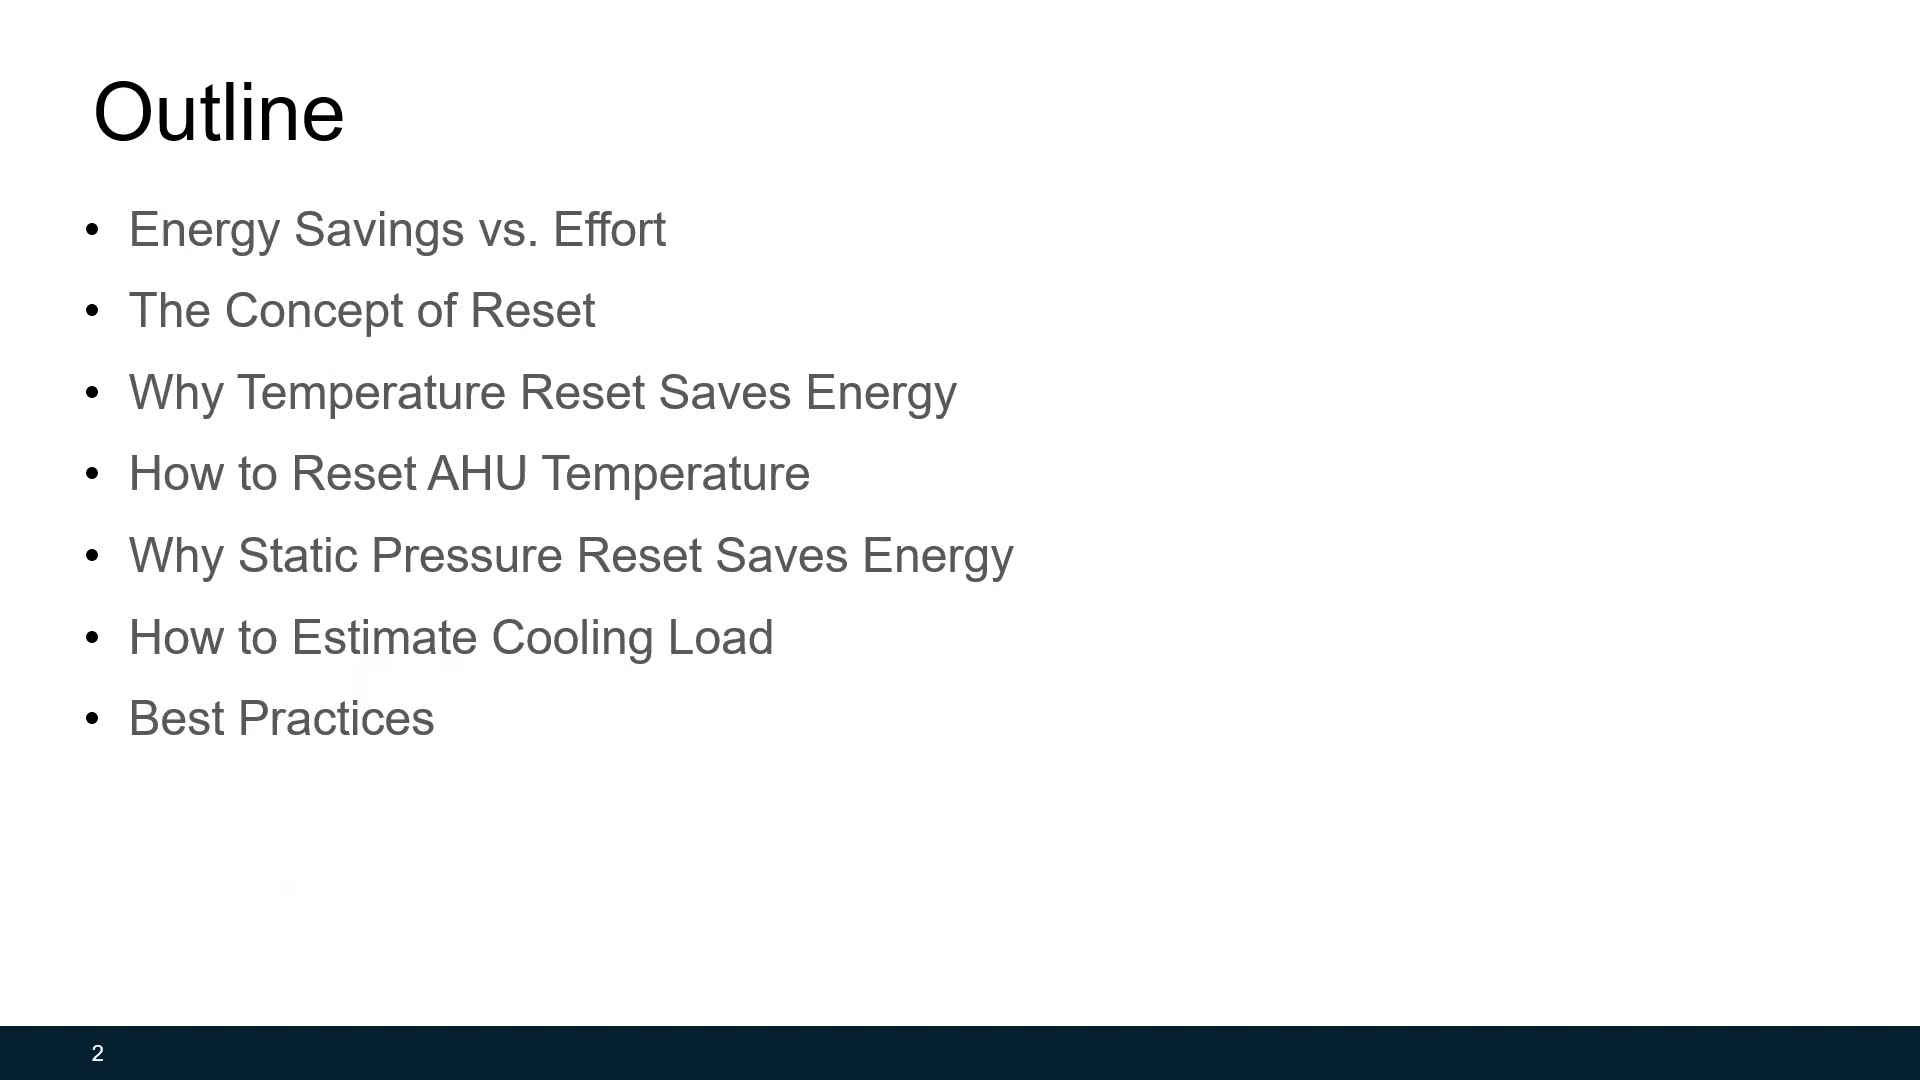 Outline
• Energy Savings vs. Effort
• The Concept of Reset
• Why Temperature Reset Saves Energy
• How to Reset AHU Temperature
• Why Static Pressure Reset Saves Energy
• How to Estimate Cooling Load
• Best Practices
2